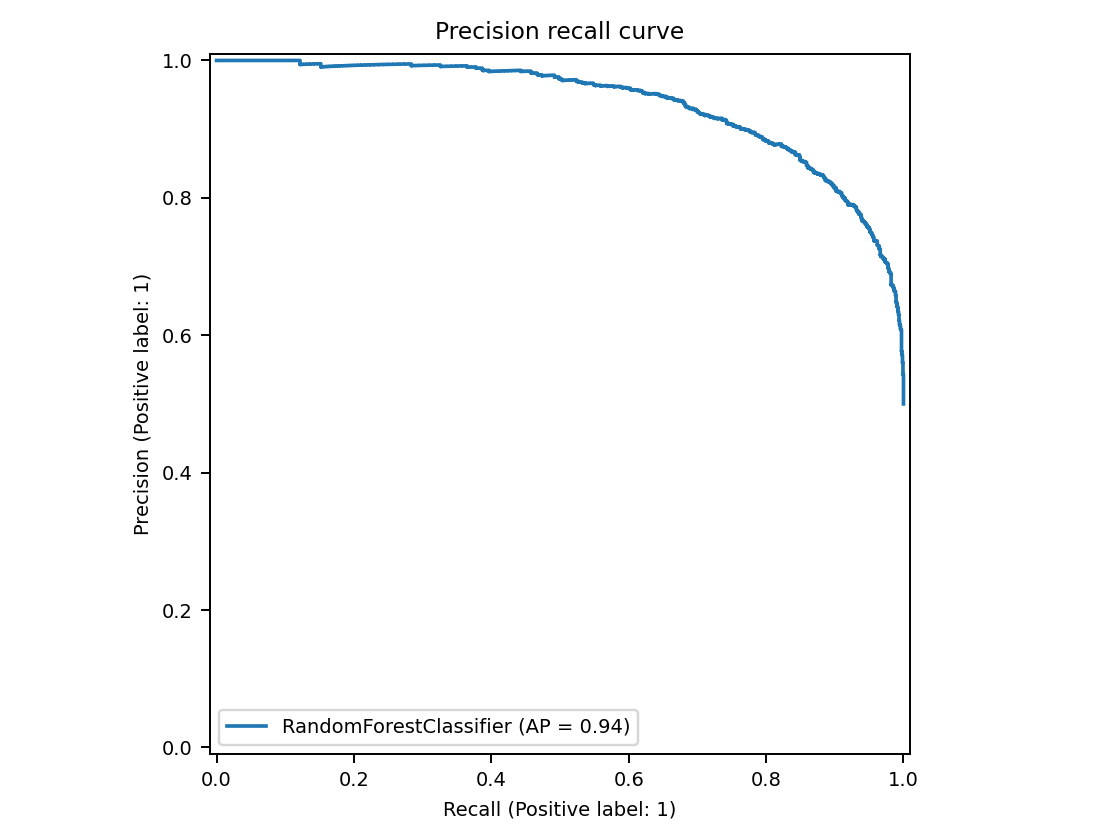 Precision recall curve
1.0
0.8
0.6
0.4
0.2
0.0
Precision (Positive label: 1)
RandomForestClassifier (AP = 0.94)
0.0 0.2 0.4 0.6 0.8 1.0
Recall (Positive label: 1)